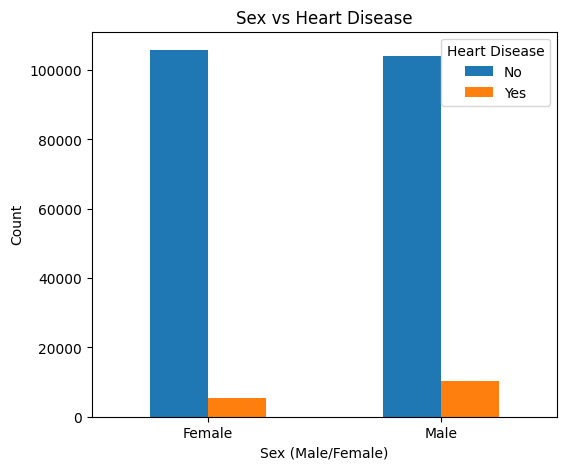 Sex vs Heart Disease
Heart Disease
No
Yes
Count
100000
80000
60000
40000
20000
0
Female
Male
Sex (Male/Female)